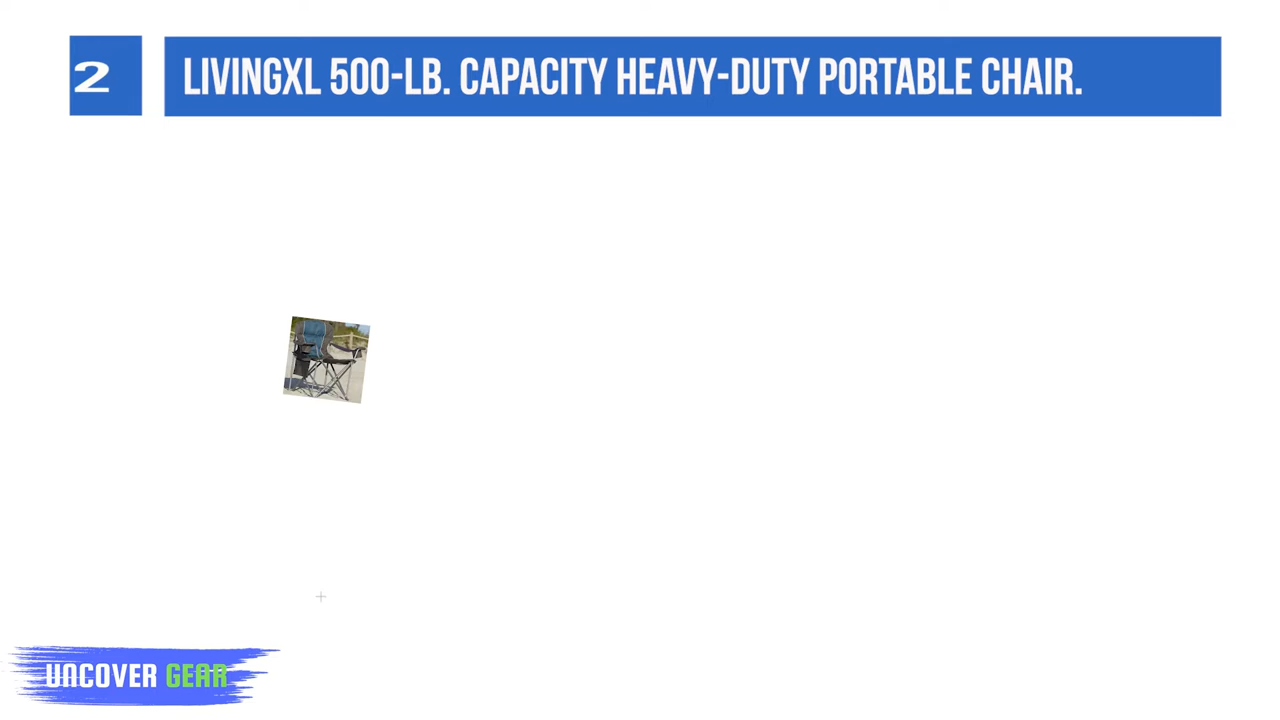 2
LIVINGXL 500-LB. CAPACITY HEAVY-DUTY PORTABLE CHAIR.
UNCOVER GEAR